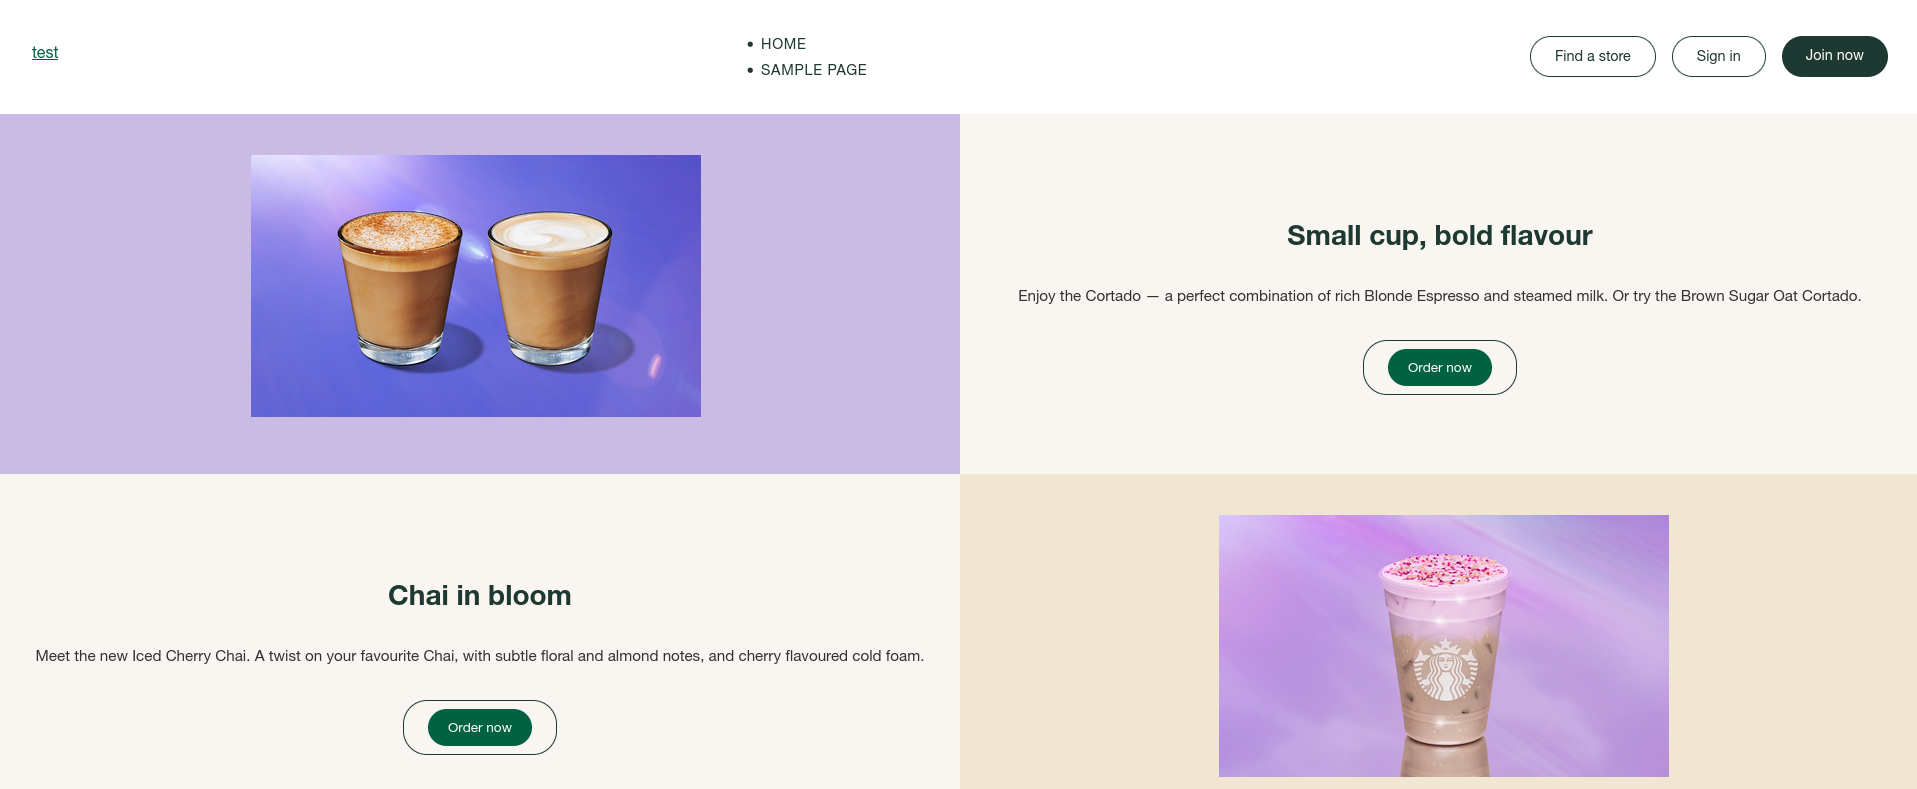 test
HOME
SAMPLE PAGE
Find a store
Sign in
Join now
Small cup, bold flavour
Enjoy the Cortado — a perfect combination of rich Blonde Espresso and steamed milk. Or try the Brown Sugar Oat Cortado.
Order now
Chai in bloom
Meet the new Iced Cherry Chai. A twist on your favourite Chai, with subtle floral and almond notes, and cherry flavoured cold foam.
Order now